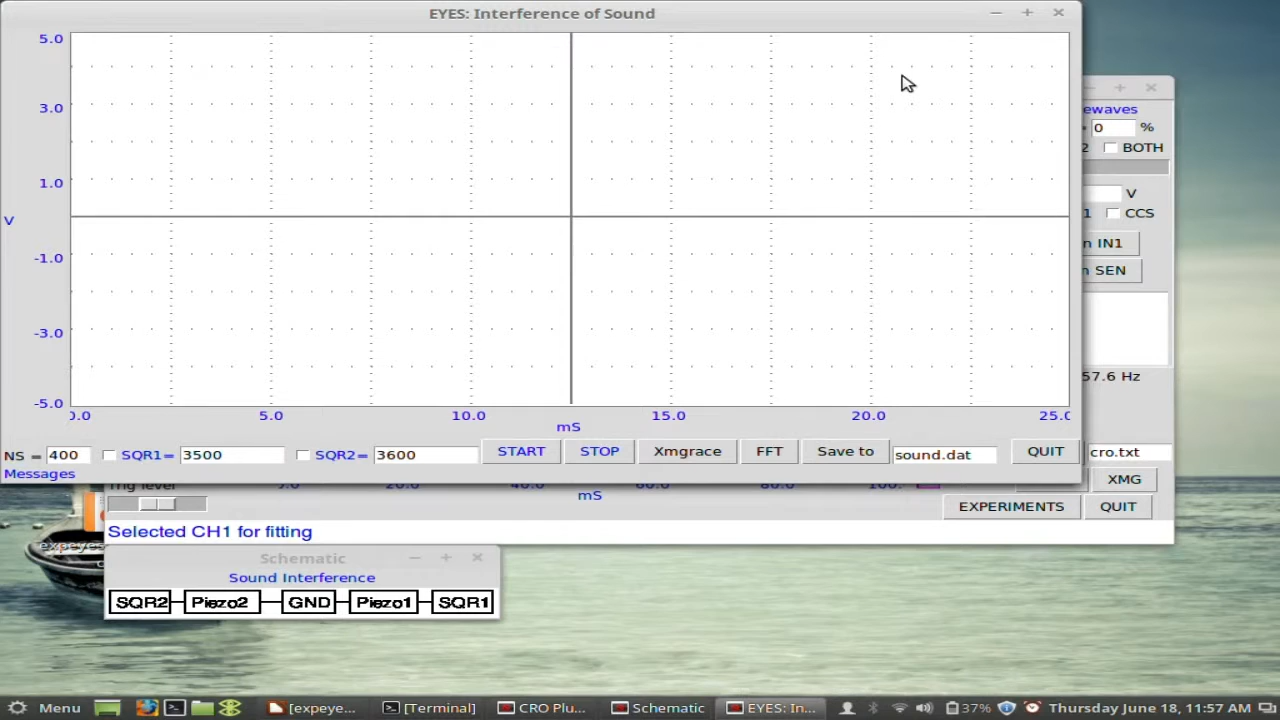 EYES: Interference of Sound
5.0
3.0
1.0
V
-1.0
-3.0
-5.0
5.0 10.0 15.0 20.0 25.0
mS
NS = 400 SQR1= 3500 SQR2= 3600 START STOP Xmgrace FFT Save to sound.dat QUIT
Messages
ewaves
0 %
2 BOTH
V
1 CCS
n IN1
n SEN
57.6 Hz
cro.txt
XMG
mS
EXPERIMENTS QUIT
Selected CH1 for fitting
expeyes
Schematic
Sound Interference
SQR2 Piezo2 GND Piezo1 SQR1
Menu [expeye... [Terminal] CRO Plu... Schematic EYES: In... 37% Thursday June 18, 11:57 AM